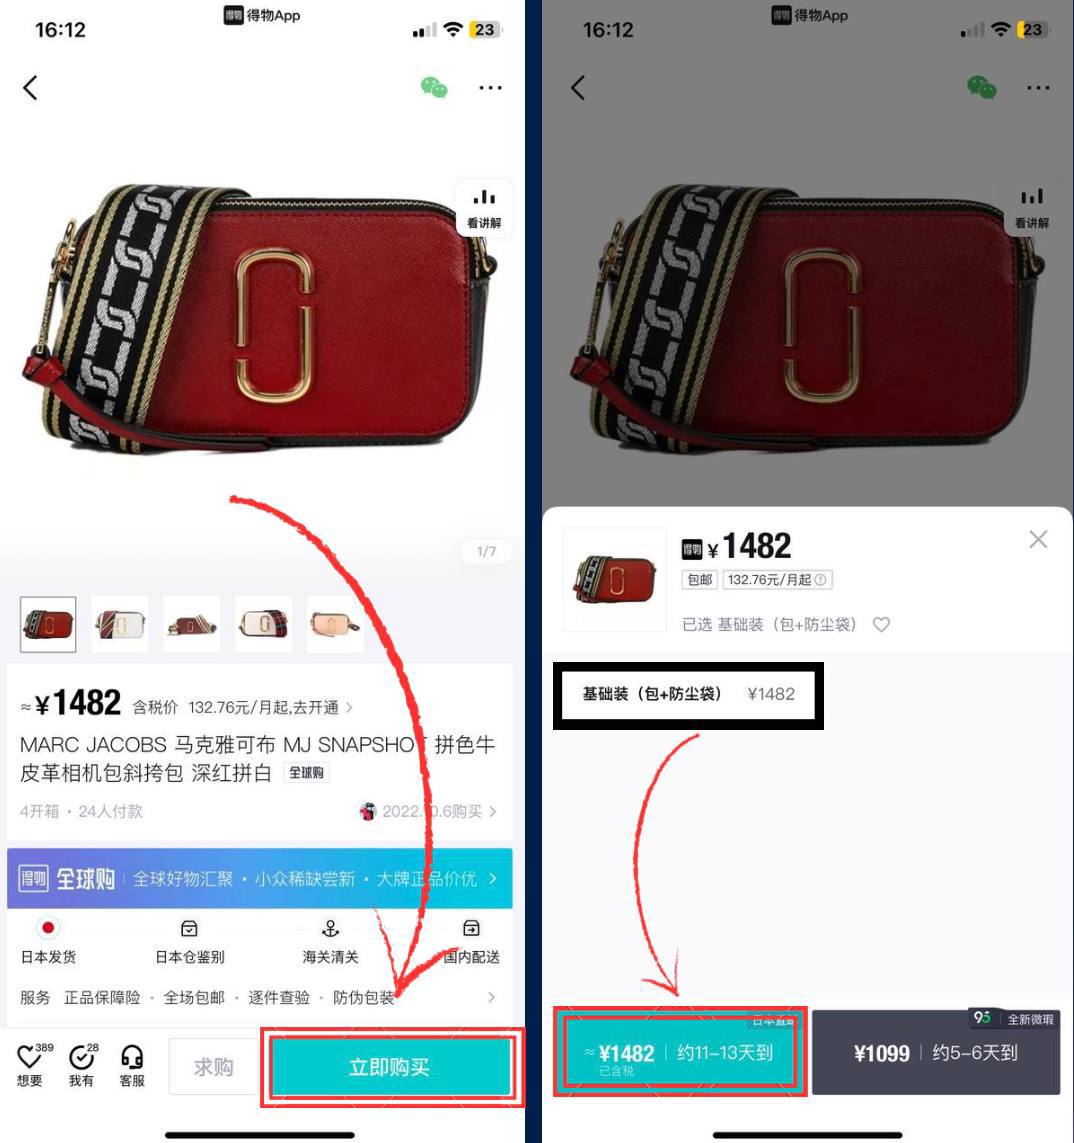 得物 得物App
16:12
23
看讲解
1/7
≈¥1482 含税价 132.76元/月起,去开通
MARC JACOBS 马克雅可布 MJ SNAPSHOT 拼色牛
皮革相机包斜挎包 深红拼白 全球购
4开箱・24人付款
2022.10.6购买
得物 全球购 全球好物汇聚・小众稀缺尝新・大牌正品价优
日本发货 日本仓鉴别 海关清关 国内配送
服务 正品保障险・全场包邮・逐件查验・防伪包装
389
想要
28
我有
客服
求购
立即购买
得物 得物App
16:12
23
看讲解
得物 ¥1482
包邮 132.76元/月起
已选 基础装（包+防尘袋）
基础装（包+防尘袋） ¥1482
日本直邮
≈¥1482 约11-13天到
已含税
95 全新微瑕
¥1099 约5-6天到